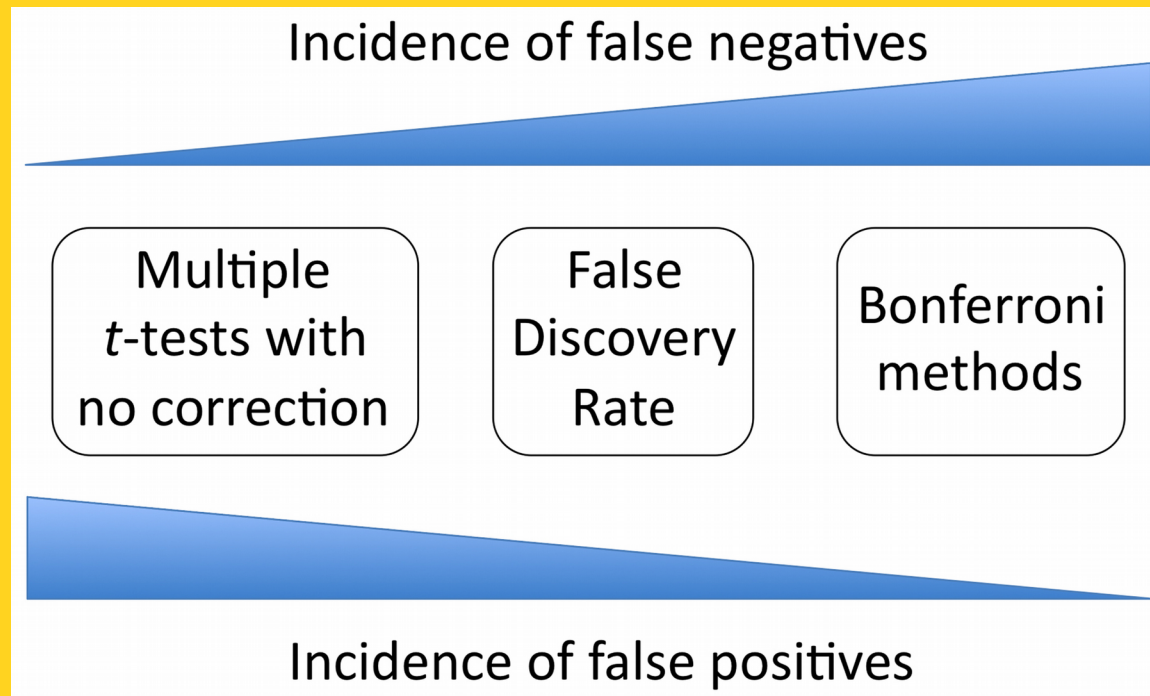 Incidence of false negatives
Multiple
t-tests with
no correction
False
Discovery
Rate
Bonferroni
methods
Incidence of false positives